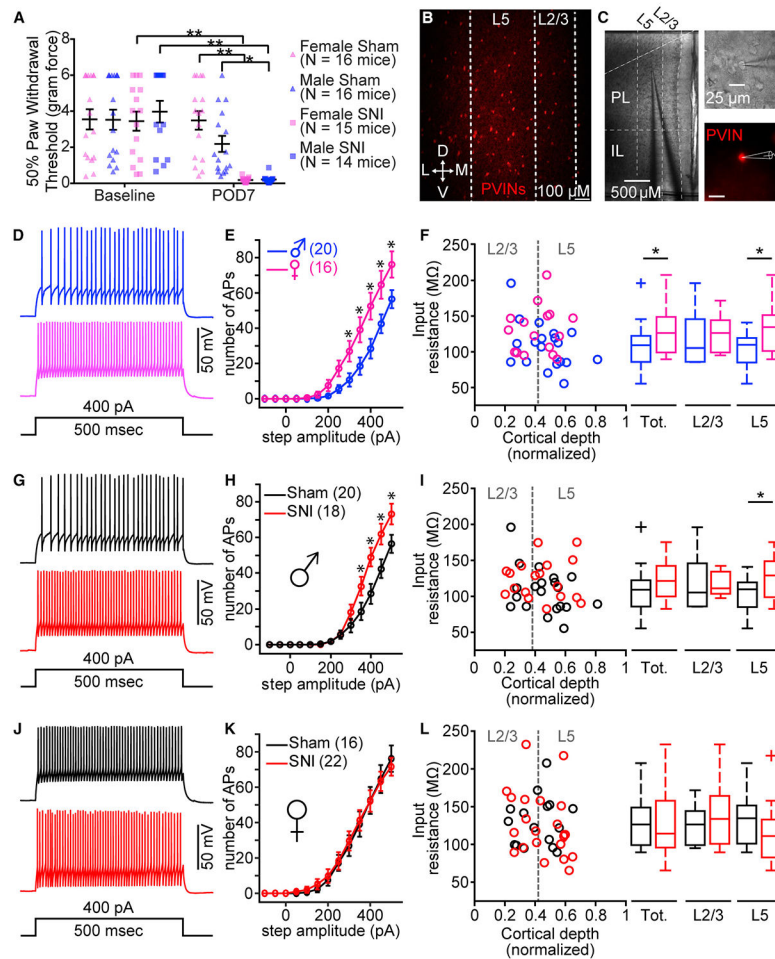 A
50% Paw Withdrawal
Threshold (gram force)
8
6
4
2
0
**
**
**
*
Baseline
POD7
Female Sham
(N = 16 mice)
Male Sham
(N = 16 mice)
Female SNI
(N = 15 mice)
Male SNI
(N = 14 mice)
B
L5
L2/3
D
L
M
V
PVINs
100 µM
C
L5
L2/3
PL
IL
500 µM
25 µm
PVIN
D
50 mV
400 pA
500 msec
E
number of APs
80
60
40
20
0
♂ (20)
♀ (16)
* * * * *
0 200 400
step amplitude (pA)
F
Input
resistance (MΩ)
250
200
150
100
50
L2/3
L5
0 0.2 0.4 0.6 0.8 1
Cortical depth
(normalized)
*
*
Tot.
L2/3
L5
G
50 mV
400 pA
500 msec
H
number of APs
80
60
40
20
0
Sham (20)
SNI (18)
♂
* * * *
0 200 400
step amplitude (pA)
I
Input
resistance (MΩ)
250
200
150
100
50
L2/3
L5
0 0.2 0.4 0.6 0.8 1
Cortical depth
(normalized)
*
Tot.
L2/3
L5
J
50 mV
400 pA
500 msec
K
number of APs
80
60
40
20
0
Sham (16)
SNI (22)
♀
0 200 400
step amplitude (pA)
L
Input
resistance (MΩ)
250
200
150
100
50
L2/3
L5
0 0.2 0.4 0.6 0.8 1
Cortical depth
(normalized)
Tot.
L2/3
L5